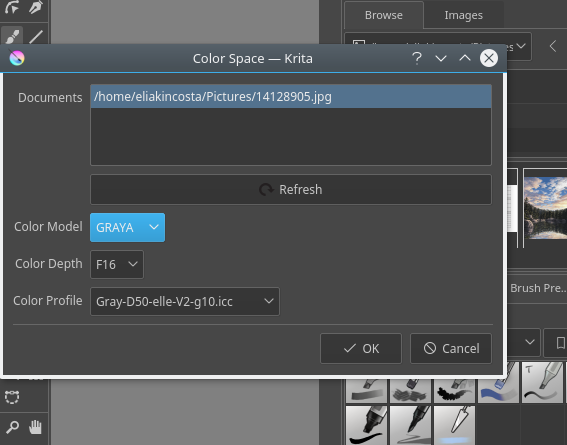 Browse
Images
Color Space — Krita
Documents
/home/eliakincosta/Pictures/14128905.jpg
Refresh
Color Model
GRAYA
Color Depth
F16
Color Profile
Gray-D50-elle-V2-g10.icc
Brush Pre...
OK
Cancel